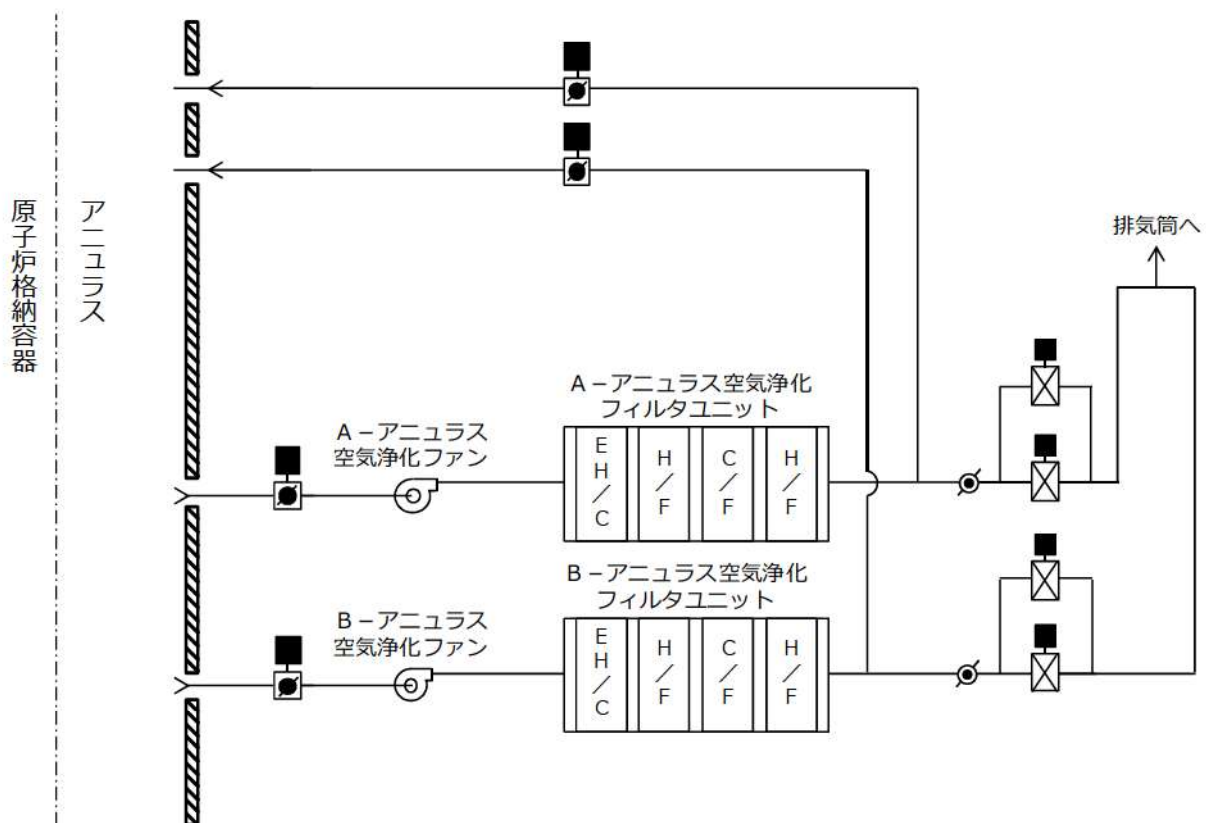 原子炉格納容器
アニュラス
排気筒へ
A－アニュラス空気浄化
フィルタユニット
A－アニュラス
空気浄化ファン
EH／C
H／F
C／F
H／F
B－アニュラス空気浄化
フィルタユニット
B－アニュラス
空気浄化ファン
EH／C
H／F
C／F
H／F